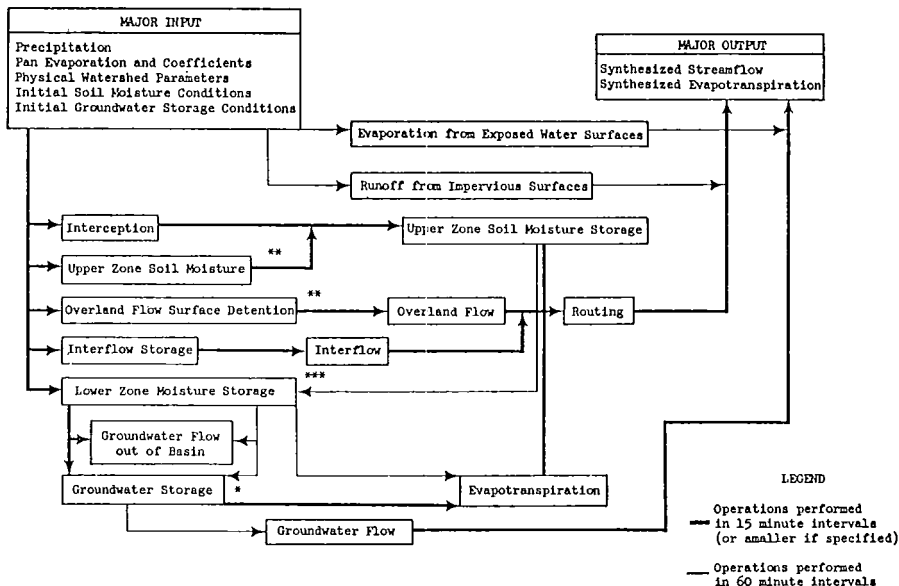 MAJOR INPUT
Precipitation
Pan Evaporation and Coefficients
Physical Watershed Parameters
Initial Soil Moisture Conditions
Initial Groundwater Storage Conditions
MAJOR OUTPUT
Synthesized Streamflow
Synthesized Evapotranspiration
Evaporation from Exposed Water Surfaces
Runoff from Impervious Surfaces
Interception
Upper Zone Soil Moisture Storage
**
Upper Zone Soil Moisture
**
Overland Flow Surface Detention
Overland Flow
Routing
Interflow Storage
Interflow
***
Lower Zone Moisture Storage
Groundwater Flow
out of Basin
Groundwater Storage
*
Evapotranspiration
Groundwater Flow
LEGEND
Operations performed
in 15 minute intervals
(or amaller if specified)
Operations performed
in 60 minute intervals